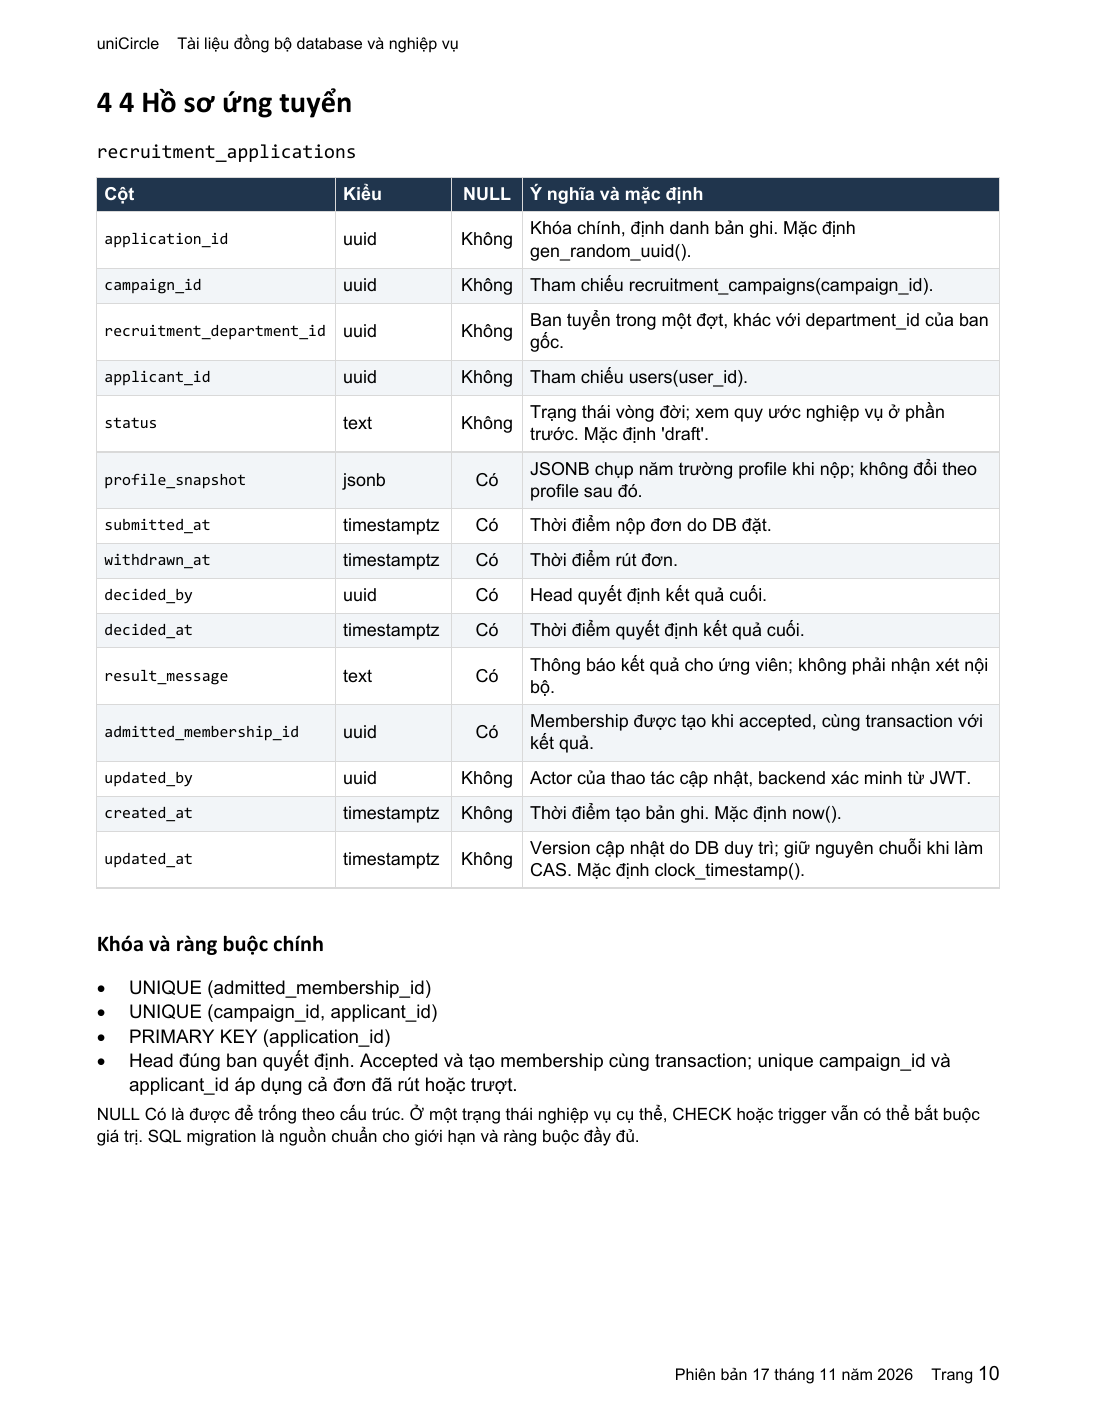 uniCircle Tài liệu đồng bộ database và nghiệp vụ
4 4 Hồ sơ ứng tuyển
recruitment_applications
Cột Kiểu NULL Ý nghĩa và mặc định
application_id uuid Không Khóa chính, định danh bản ghi. Mặc định
gen_random_uuid().
campaign_id uuid Không Tham chiếu recruitment_campaigns(campaign_id).
recruitment_department_id uuid Không Ban tuyển trong một đợt, khác với department_id của ban
gốc.
applicant_id uuid Không Tham chiếu users(user_id).
status text Không Trạng thái vòng đời; xem quy ước nghiệp vụ ở phần
trước. Mặc định 'draft'.
profile_snapshot jsonb Có JSONB chụp năm trường profile khi nộp; không đổi theo
profile sau đó.
submitted_at timestamptz Có Thời điểm nộp đơn do DB đặt.
withdrawn_at timestamptz Có Thời điểm rút đơn.
decided_by uuid Có Head quyết định kết quả cuối.
decided_at timestamptz Có Thời điểm quyết định kết quả cuối.
result_message text Có Thông báo kết quả cho ứng viên; không phải nhận xét nội
bộ.
admitted_membership_id uuid Có Membership được tạo khi accepted, cùng transaction với
kết quả.
updated_by uuid Không Actor của thao tác cập nhật, backend xác minh từ JWT.
created_at timestamptz Không Thời điểm tạo bản ghi. Mặc định now().
updated_at timestamptz Không Version cập nhật do DB duy trì; giữ nguyên chuỗi khi làm
CAS. Mặc định clock_timestamp().
Khóa và ràng buộc chính
• UNIQUE (admitted_membership_id)
• UNIQUE (campaign_id, applicant_id)
• PRIMARY KEY (application_id)
• Head đúng ban quyết định. Accepted và tạo membership cùng transaction; unique campaign_id và
applicant_id áp dụng cả đơn đã rút hoặc trượt.
NULL Có là được để trống theo cấu trúc. Ở một trạng thái nghiệp vụ cụ thể, CHECK hoặc trigger vẫn có thể bắt buộc
giá trị. SQL migration là nguồn chuẩn cho giới hạn và ràng buộc đầy đủ.
Phiên bản 17 tháng 11 năm 2026 Trang 10